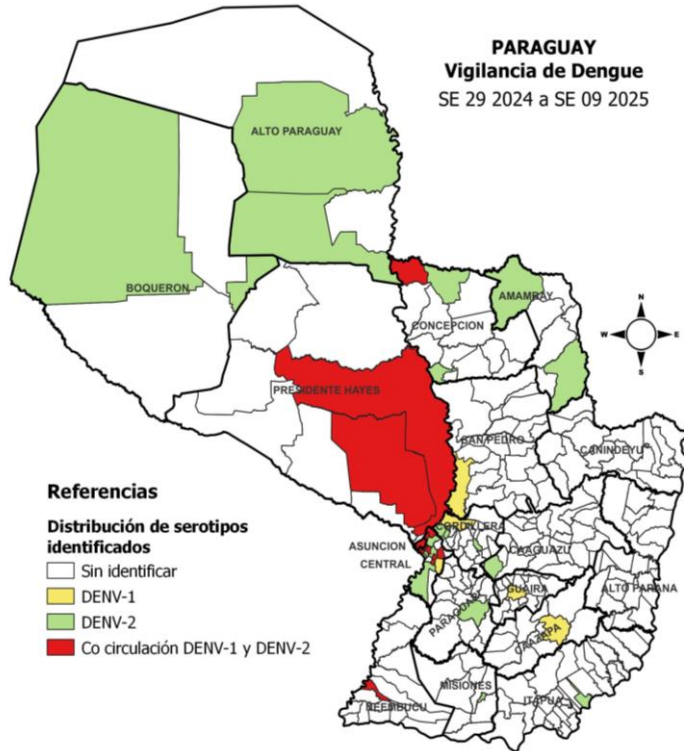 PARAGUAY
Vigilancia de Dengue
SE 29 2024 a SE 09 2025
ALTO PARAGUAY
BOQUERON
AMAMBAY
CONCEPCION
N
W
E
S
PRESIDENTE HAYES
SAN PEDRO
CANINDEYU
CORDILLERA
ASUNCION
CAAGUAZU
CENTRAL
GUAIRA
ALTO PARANA
PARAGUARI
CAAZAPA
MISIONES
ITAPUA
ÑEEMBUCU
Referencias
Distribución de serotipos
identificados
Sin identificar
DENV-1
DENV-2
Co circulación DENV-1 y DENV-2